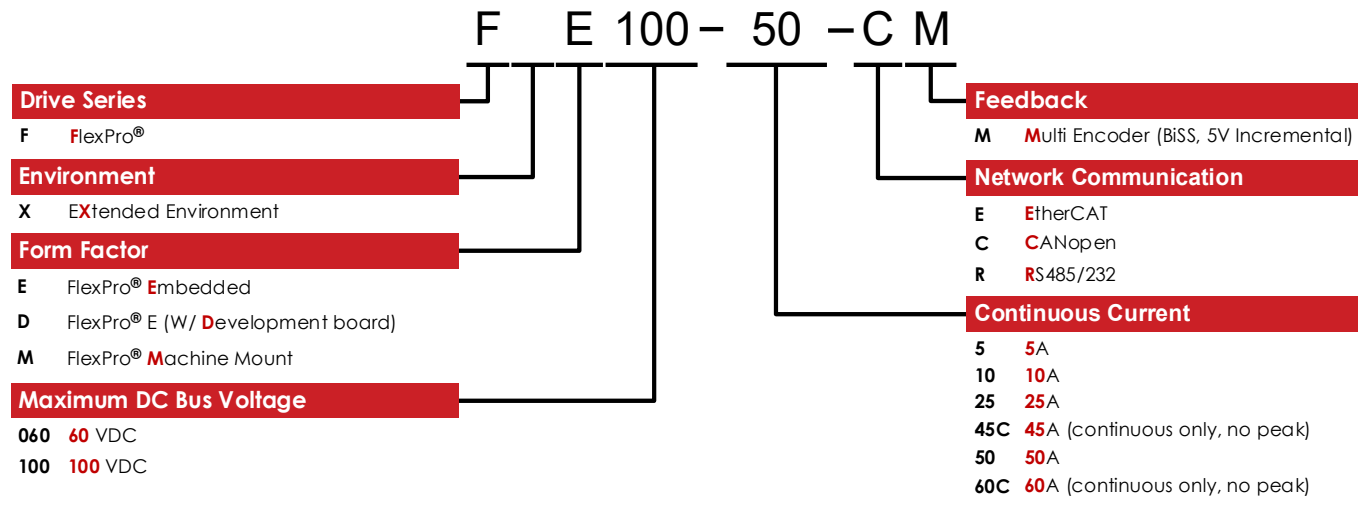 F E 100 – 50 – C M
Drive Series
F FlexPro®
Environment
X EXtended Environment
Form Factor
E FlexPro® Embedded
D FlexPro® E (W/ Development board)
M FlexPro® Machine Mount
Maximum DC Bus Voltage
060 60 VDC
100 100 VDC
Feedback
M Multi Encoder (BiSS, 5V Incremental)
Network Communication
E EtherCAT
C CANopen
R RS485/232
Continuous Current
5 5A
10 10A
25 25A
45C 45A (continuous only, no peak)
50 50A
60C 60A (continuous only, no peak)